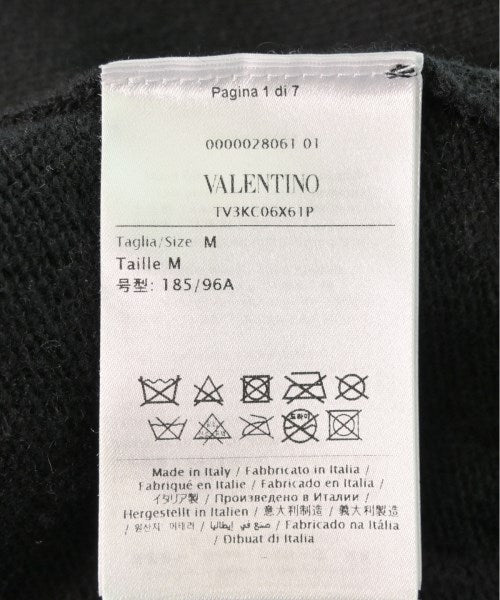 Pagina 1 di 7
0000028061 01
VALENTINO
TV3KC06X61P
Taglia/Size M
Taille M
号型: 185/96A
드라이
Made in Italy / Fabbricato in Italia /
Fabriqué en Italie / Fabricado en Italia /
イタリア製 / Произведено в Италии /
Hergestellt in Italien / 意大利制造 / 義大利製造
/ 원산지: 이태리 / صنع في إيطاليا / Fabricado na Itália
/ Dibuat di Italia